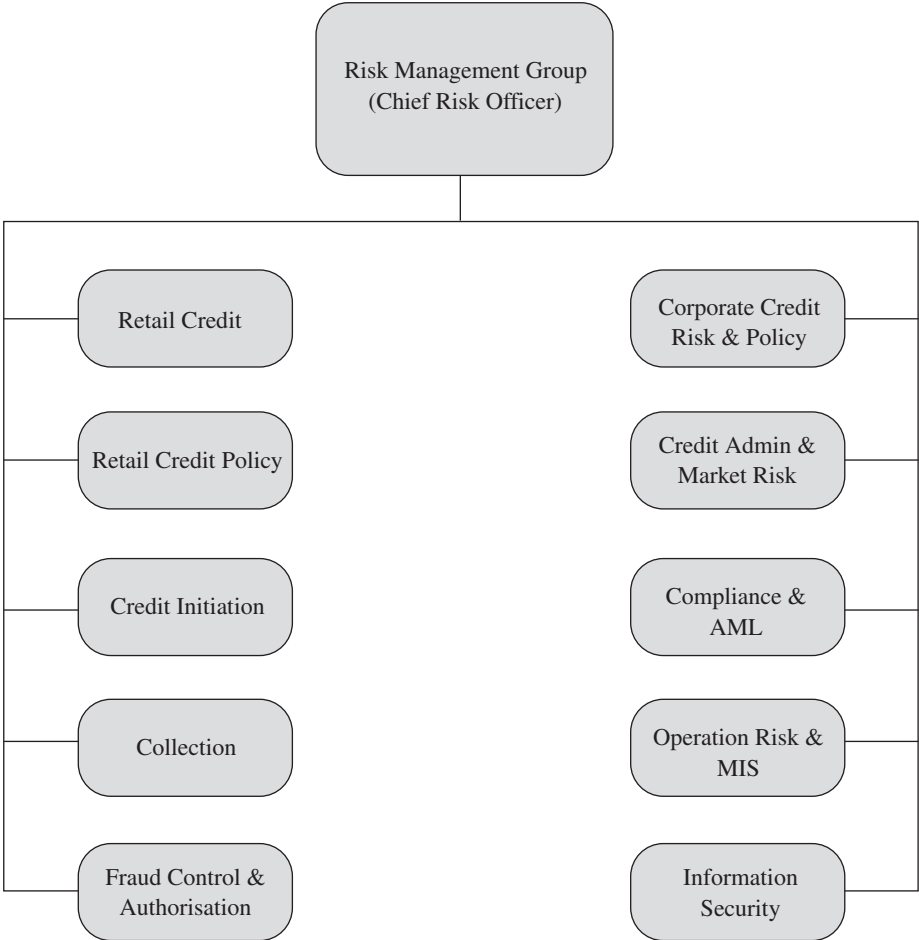 Risk Management Group
(Chief Risk Officer)
Retail Credit
Retail Credit Policy
Credit Initiation
Collection
Fraud Control &
Authorisation
Corporate Credit
Risk & Policy
Credit Admin &
Market Risk
Compliance &
AML
Operation Risk &
MIS
Information
Security